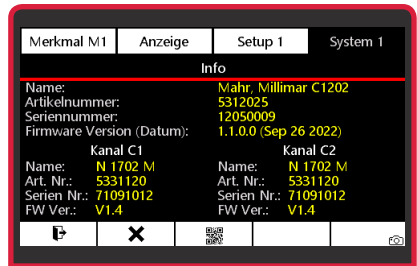 Merkmal M1 Anzeige Setup 1 System 1
Info
Name: Mahr, Millimar C1202
Artikelnummer: 5312025
Seriennummer: 12050009
Firmware Version (Datum): 1.1.0.0 (Sep 26 2022)
Kanal C1 Kanal C2
Name: N 1702 M Name: N 1702 M
Art. Nr.: 5331120 Art. Nr.: 5331120
Serien Nr.: 71091012 Serien Nr.: 71091012
FW Ver.: V1.4 FW Ver.: V1.4